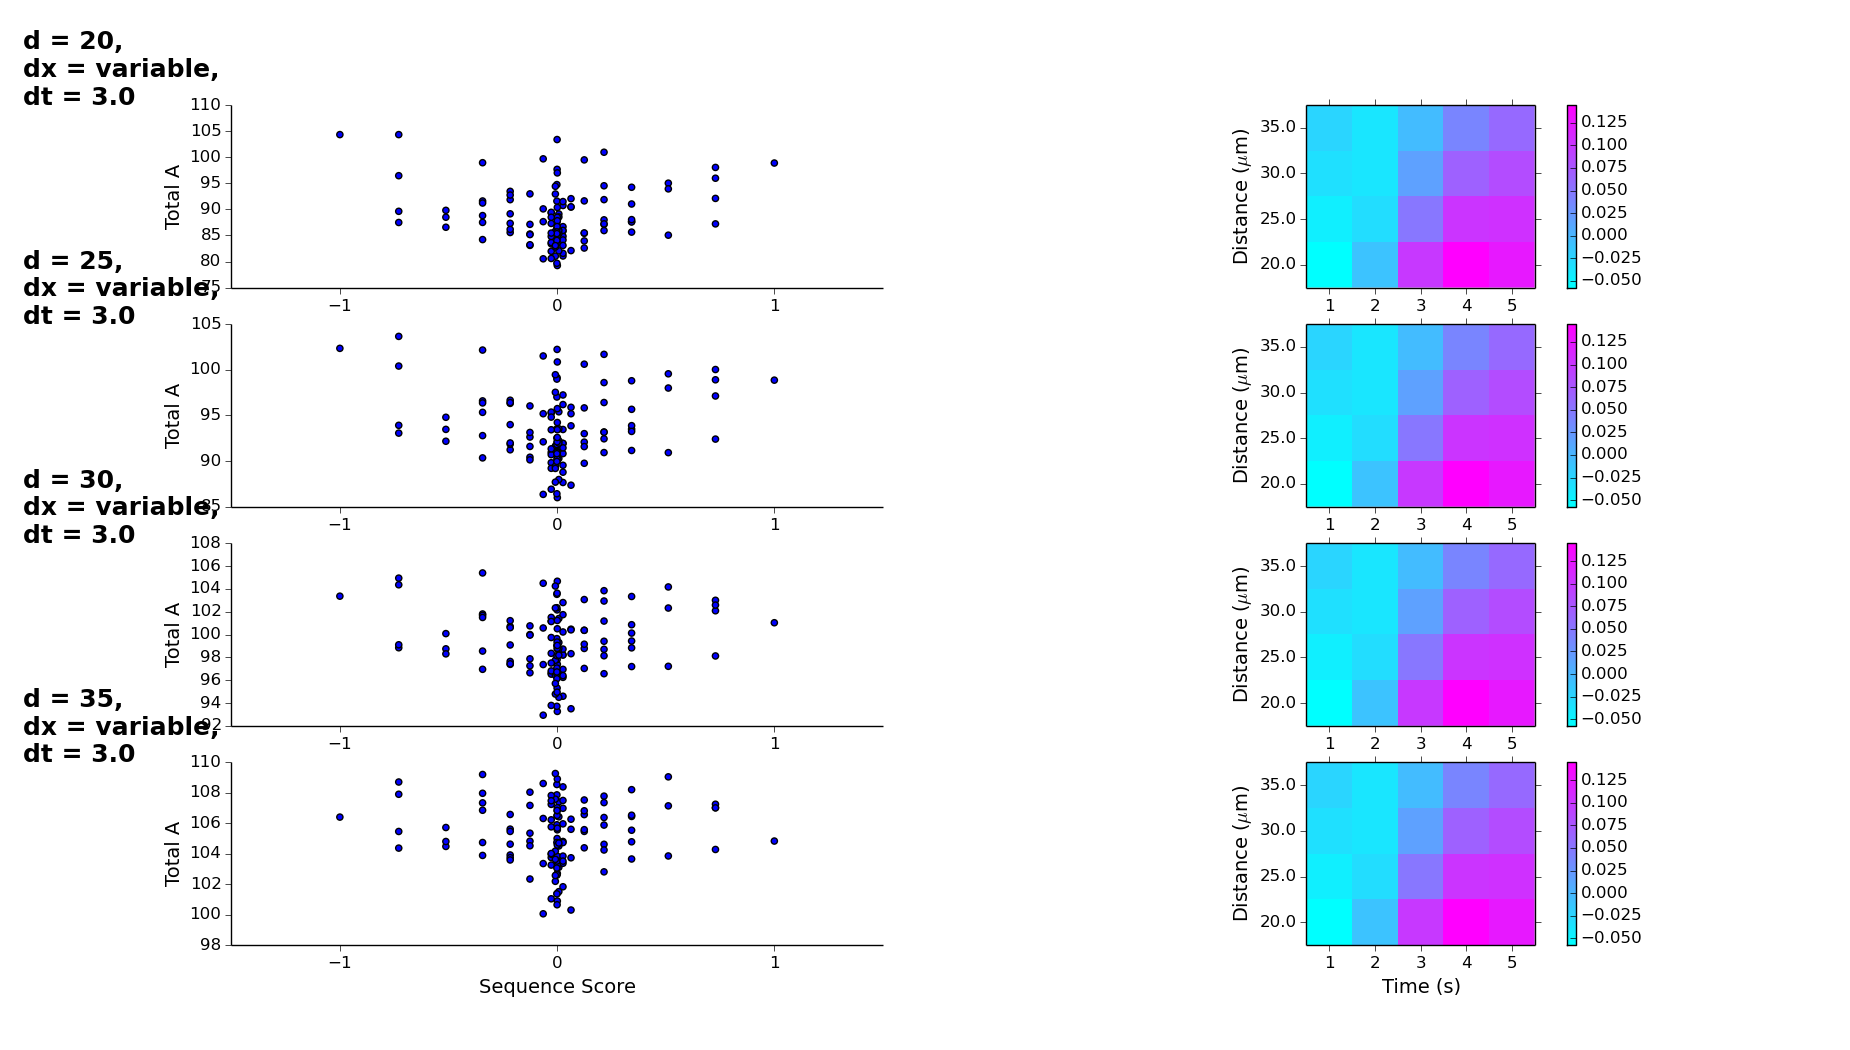 d = 20,
dx = variable,
dt = 3.0
110
105
100
95
90
85
80
75
Total A
−1 0 1
35.0
30.0
25.0
20.0
Distance (μm)
1 2 3 4 5
0.125
0.100
0.075
0.050
0.025
0.000
−0.025
−0.050
d = 25,
dx = variable,
dt = 3.0
105
100
95
90
85
Total A
−1 0 1
35.0
30.0
25.0
20.0
Distance (μm)
1 2 3 4 5
0.125
0.100
0.075
0.050
0.025
0.000
−0.025
−0.050
d = 30,
dx = variable,
dt = 3.0
108
106
104
102
100
98
96
94
92
Total A
−1 0 1
35.0
30.0
25.0
20.0
Distance (μm)
1 2 3 4 5
0.125
0.100
0.075
0.050
0.025
0.000
−0.025
−0.050
d = 35,
dx = variable,
dt = 3.0
110
108
106
104
102
100
98
Total A
−1 0 1
Sequence Score
35.0
30.0
25.0
20.0
Distance (μm)
1 2 3 4 5
Time (s)
0.125
0.100
0.075
0.050
0.025
0.000
−0.025
−0.050